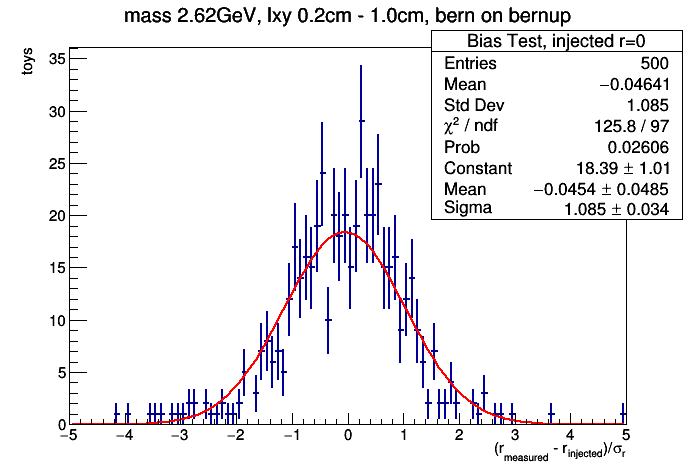 mass 2.62GeV, lxy 0.2cm - 1.0cm, bern on bernup
Bias Test, injected r=0
Entries 500
Mean −0.04641
Std Dev 1.085
χ² / ndf 125.8 / 97
Prob 0.02606
Constant 18.39 ± 1.01
Mean −0.0454 ± 0.0485
Sigma 1.085 ± 0.034
toys
35
30
25
20
15
10
5
0
−5 −4 −3 −2 −1 0 1 2 3 4 5
(r_measured - r_injected)/σ_r